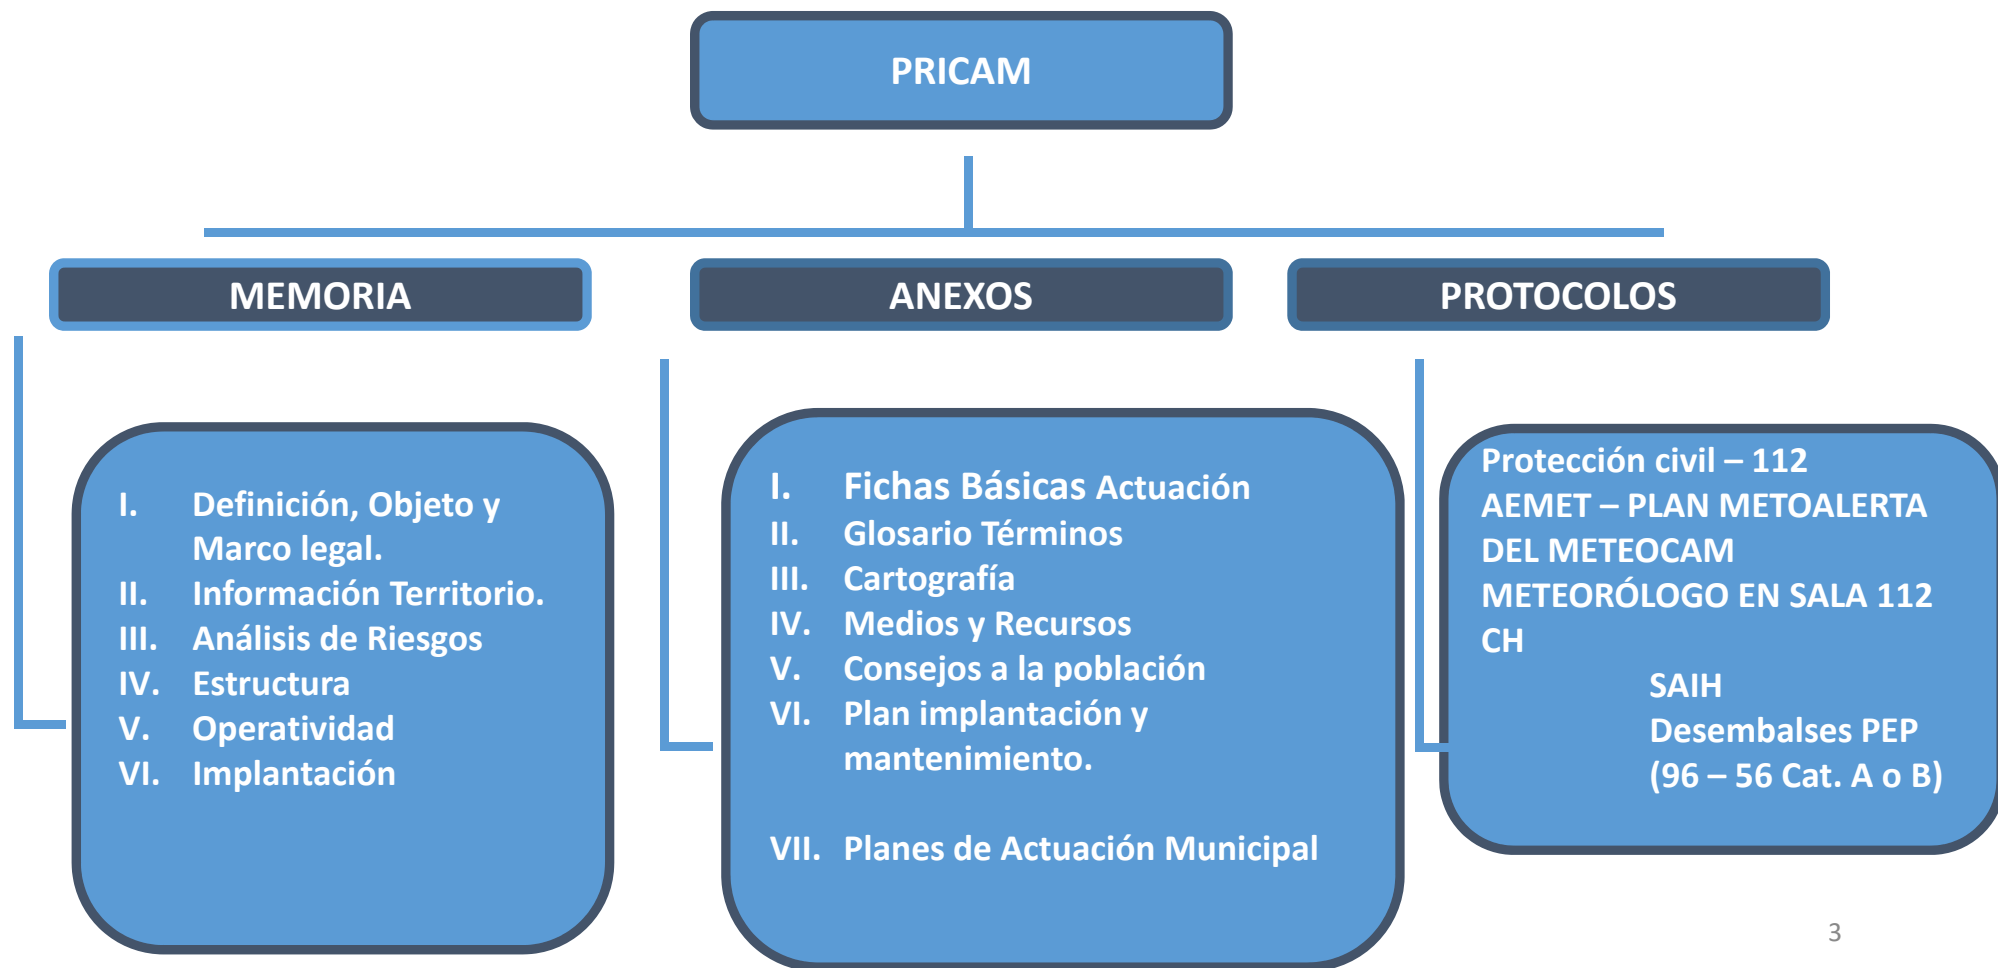 PRICAM
MEMORIA
ANEXOS
PROTOCOLOS
I. Definición, Objeto y
Marco legal.
II. Información Territorio.
III. Análisis de Riesgos
IV. Estructura
V. Operatividad
VI. Implantación
I. Fichas Básicas Actuación
II. Glosario Términos
III. Cartografía
IV. Medios y Recursos
V. Consejos a la población
VI. Plan implantación y
mantenimiento.
VII. Planes de Actuación Municipal
Protección civil – 112
AEMET – PLAN METOALERTA
DEL METEOCAM
METEORÓLOGO EN SALA 112
CH
SAIH
Desembalses PEP
(96 – 56 Cat. A o B)
3